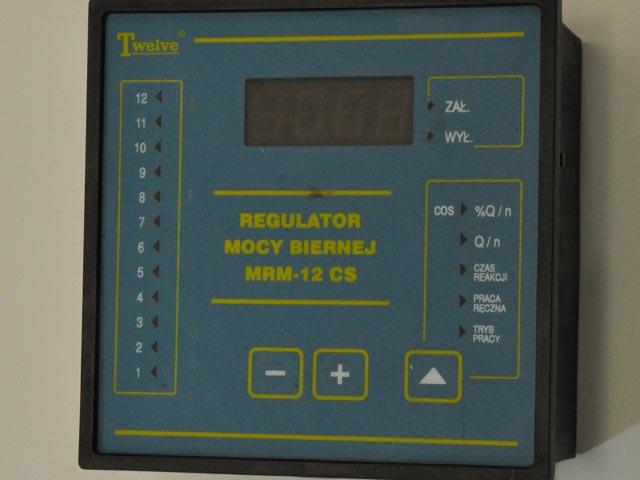 Twelve©
12
11
10
9
8
7
6
5
4
3
2
1
ZAŁ.
WYŁ.
REGULATOR
MOCY BIERNEJ
MRM-12 CS
COS %Q/n
Q/n
CZAS
REAKCJI
PRACA
RĘCZNA
TRYB
PRACY
- +